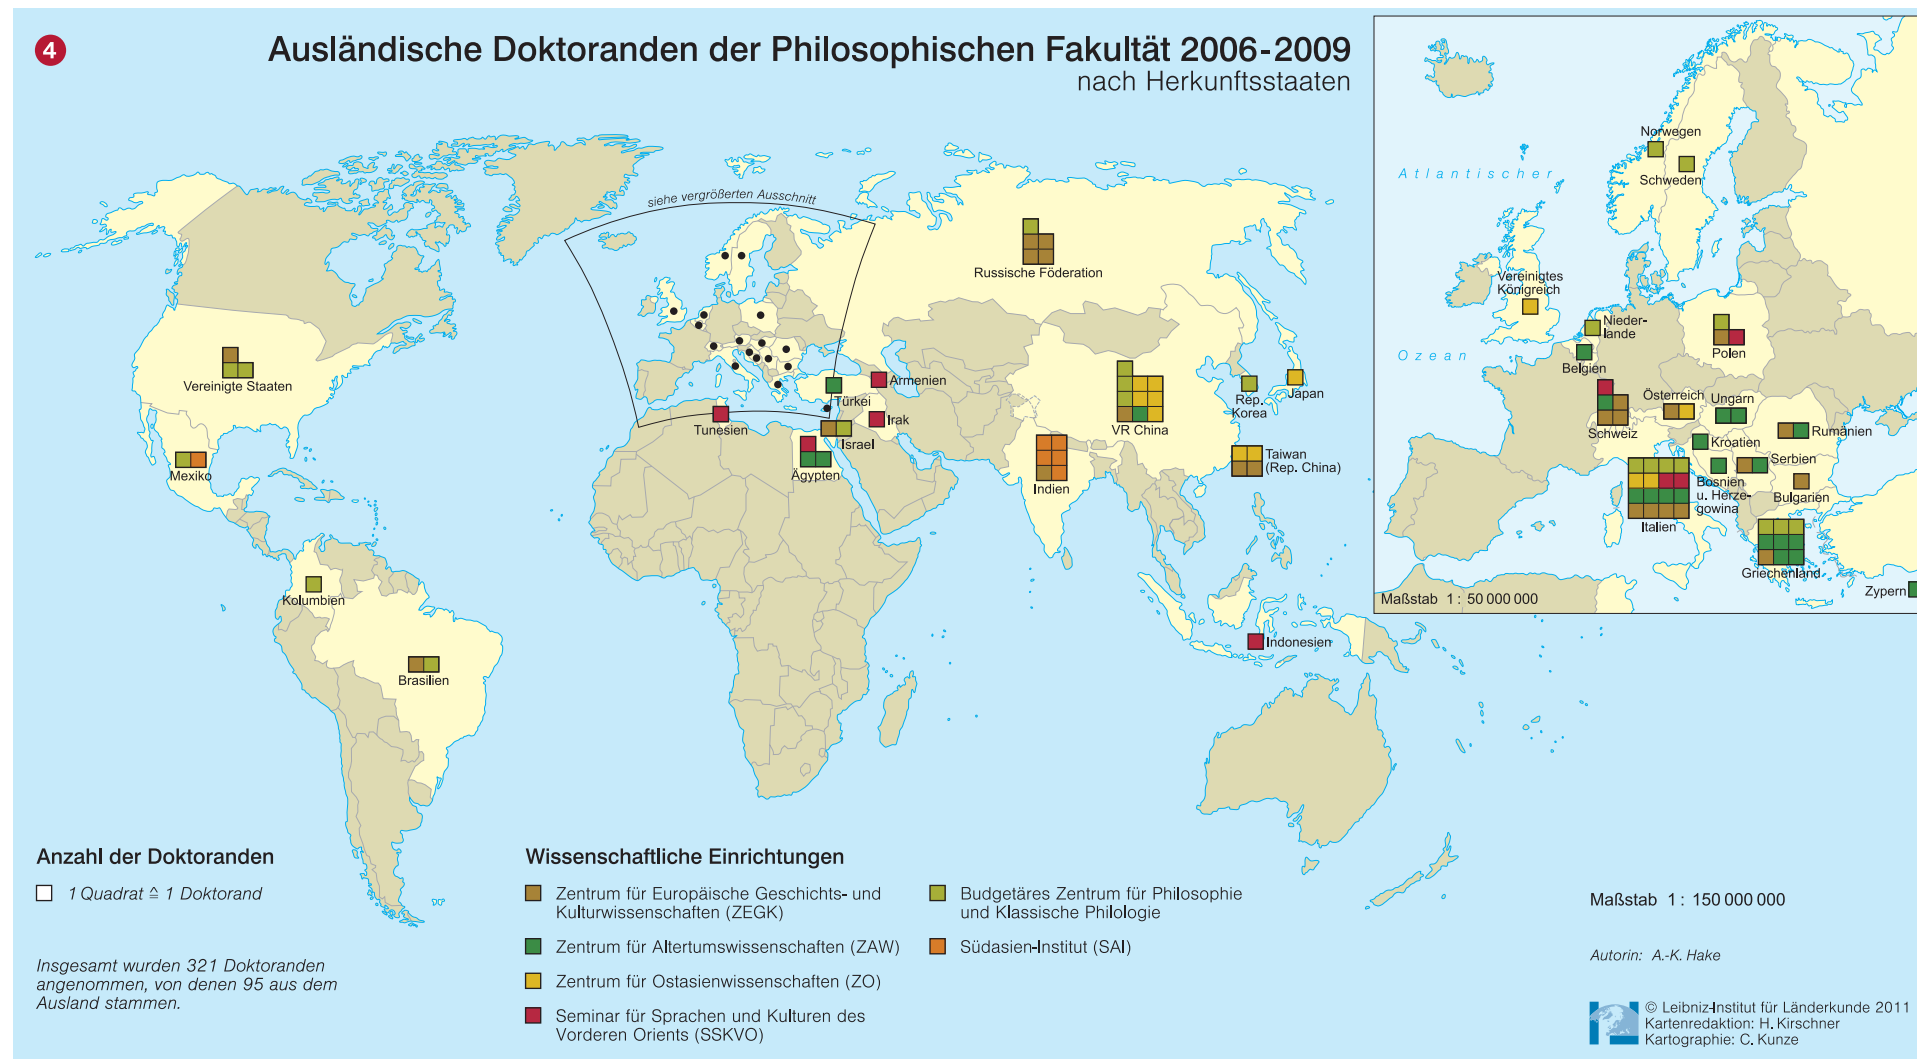 4
Ausländische Doktoranden der Philosophischen Fakultät 2006-2009
nach Herkunftsstaaten
siehe vergrößerten Ausschnitt
Russische Föderation
Vereinigte Staaten
Mexiko
Kolumbien
Brasilien
Tunesien
Türkei
Armenien
Irak
Israel
Ägypten
Indien
VR China
Rep.
Korea
Japan
Taiwan
(Rep. China)
Indonesien
Atlantischer
Ozean
Norwegen
Schweden
Vereinigtes
Königreich
Nieder-
lande
Belgien
Polen
Österreich
Ungarn
Schweiz
Kroatien
Rumänien
Serbien
Bosnien
u. Herze-
gowina
Bulgarien
Italien
Griechenland
Zypern
Maßstab 1 : 50 000 000
Anzahl der Doktoranden
1 Quadrat ≙ 1 Doktorand
Insgesamt wurden 321 Doktoranden
angenommen, von denen 95 aus dem
Ausland stammen.
Wissenschaftliche Einrichtungen
Zentrum für Europäische Geschichts- und
Kulturwissenschaften (ZEGK)
Zentrum für Altertumswissenschaften (ZAW)
Zentrum für Ostasienwissenschaften (ZO)
Seminar für Sprachen und Kulturen des
Vorderen Orients (SSKVO)
Budgetäres Zentrum für Philosophie
und Klassische Philologie
Südasien-Institut (SAI)
Maßstab 1 : 150 000 000
Autorin: A.-K. Hake
© Leibniz-Institut für Länderkunde 2011
Kartenredaktion: H. Kirschner
Kartographie: C. Kunze